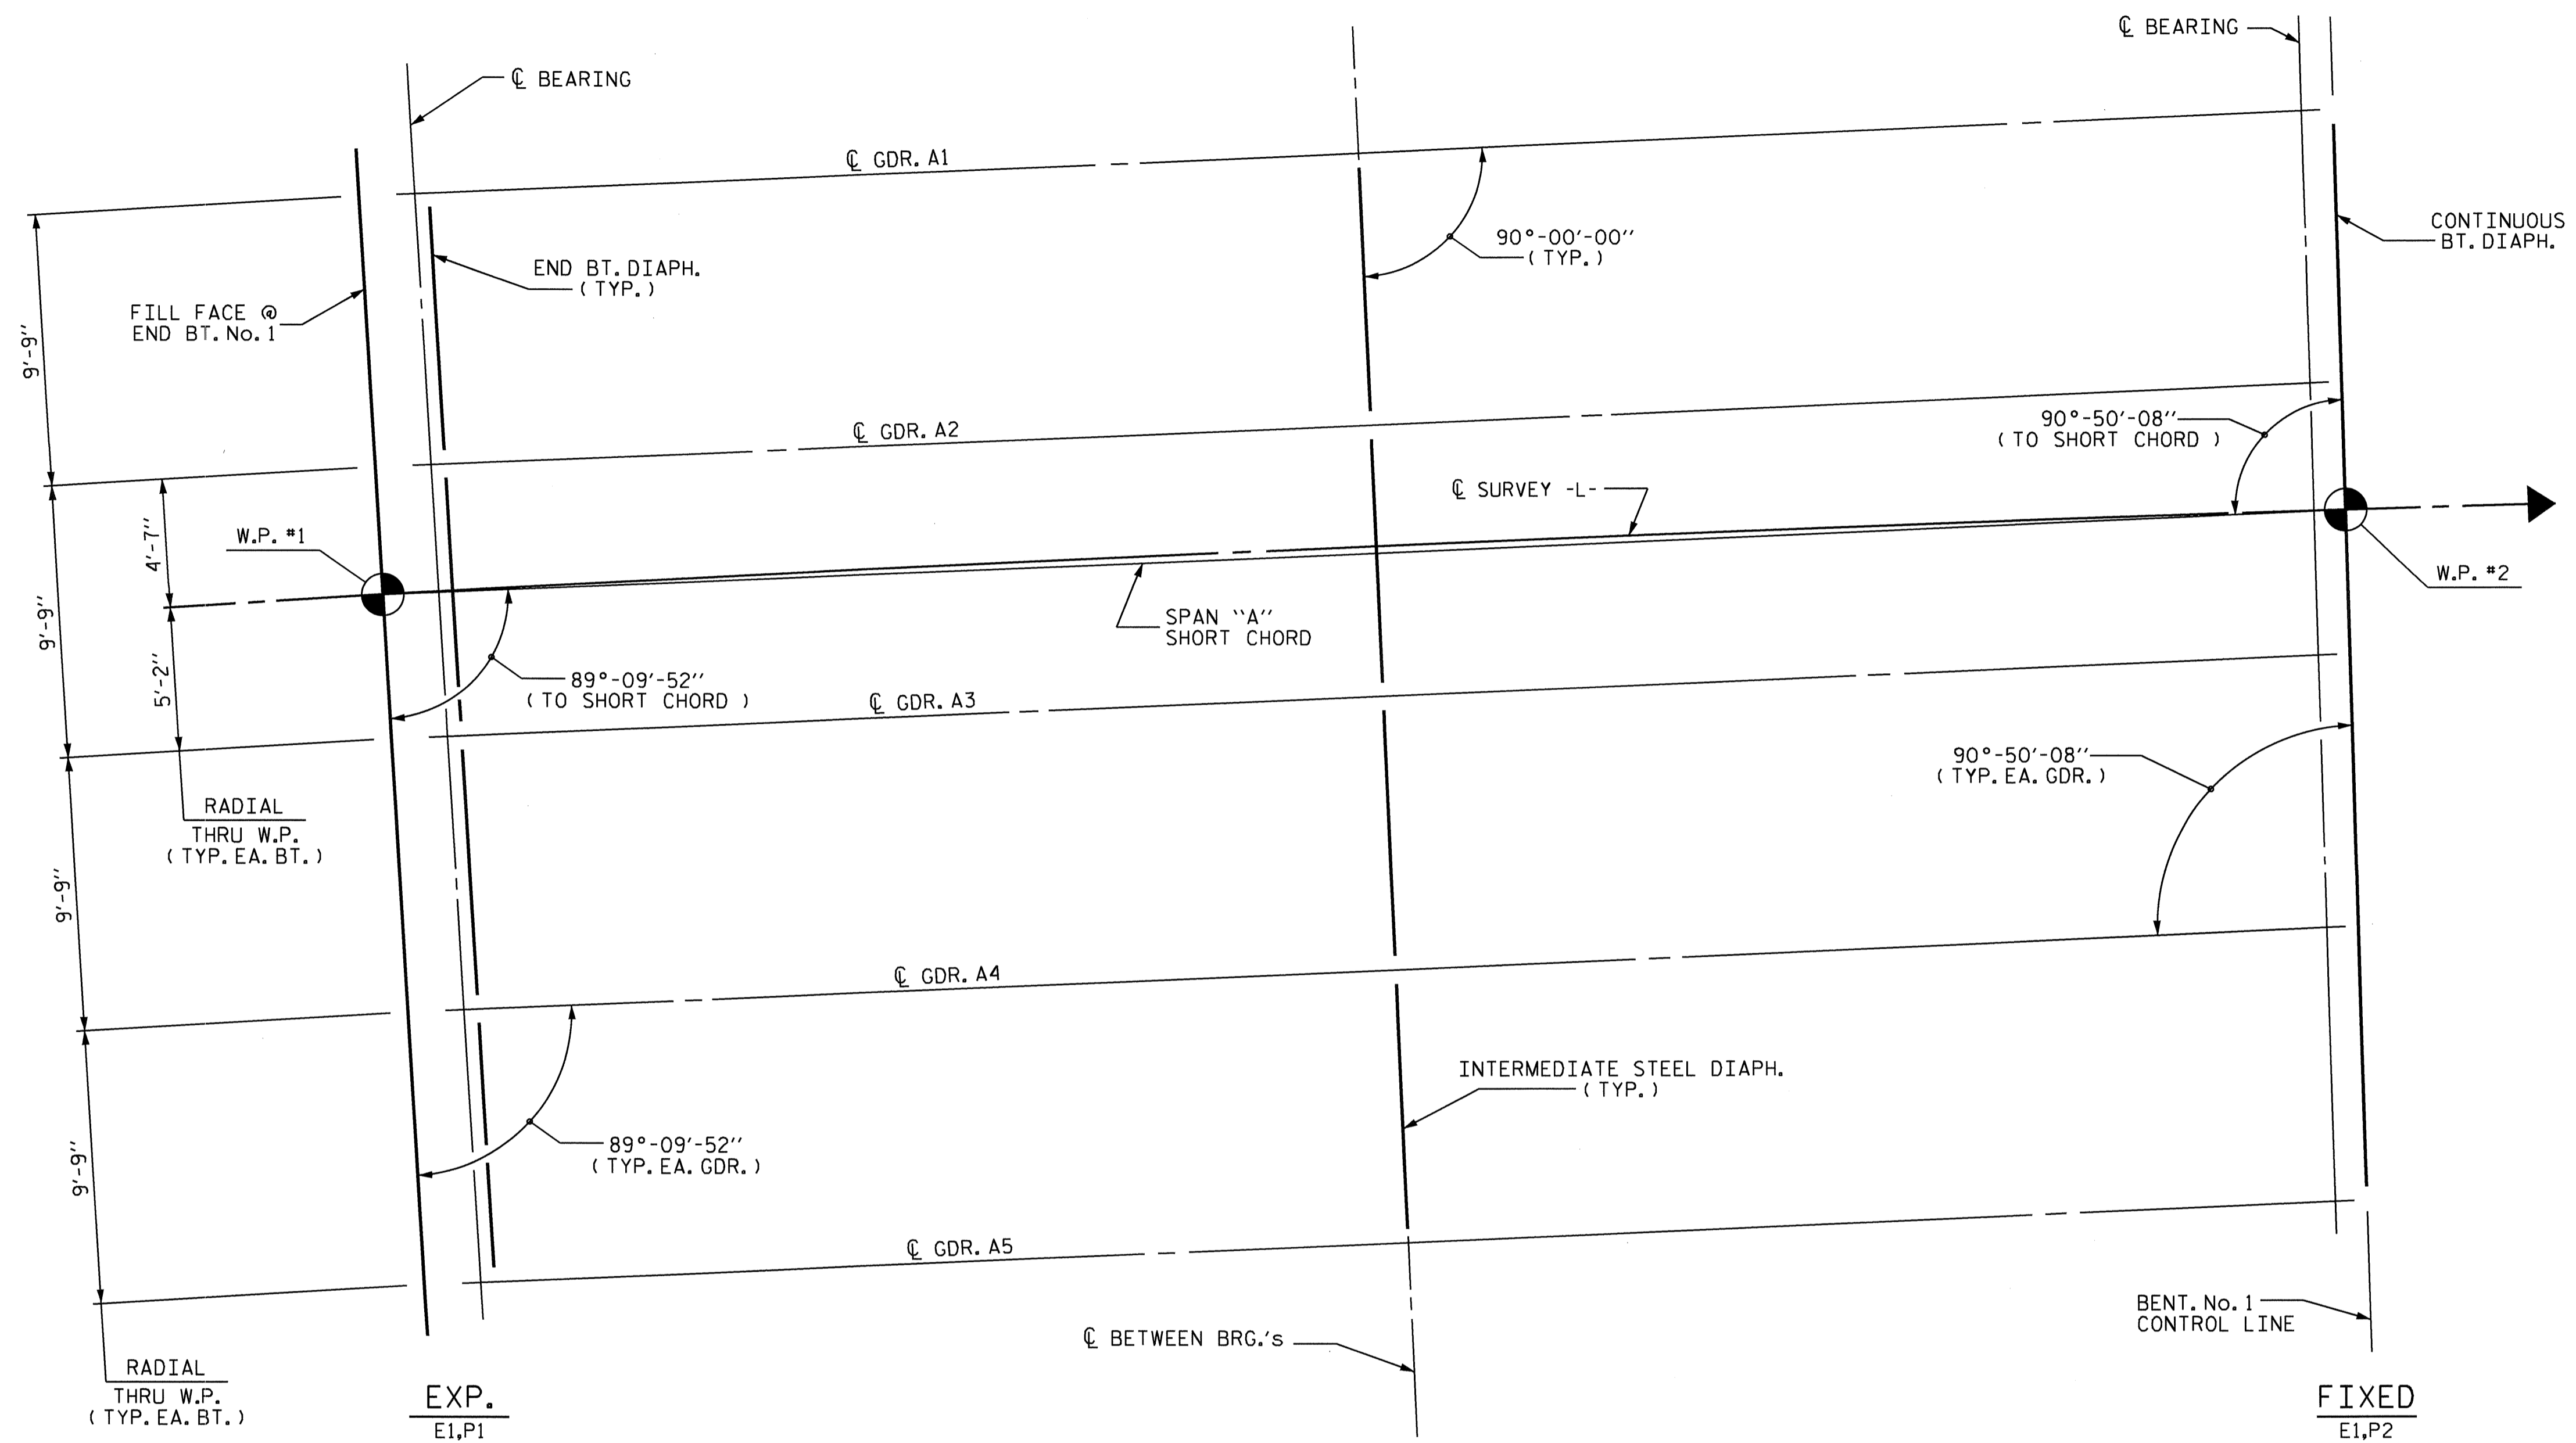 ℄ BEARING
℄ BEARING
℄ GDR. A1
CONTINUOUS
BT. DIAPH.
90°-00'-00''
( TYP. )
END BT. DIAPH.
( TYP. )
FILL FACE @
END BT. No. 1
9'-9''
℄ GDR. A2
90°-50'-08''
( TO SHORT CHORD )
℄ SURVEY -L-
W.P. #1
4'-7''
W.P. #2
9'-9''
SPAN ''A''
SHORT CHORD
5'-2''
89°-09'-52''
( TO SHORT CHORD )
℄ GDR. A3
90°-50'-08''
( TYP. EA. GDR. )
RADIAL
THRU W.P.
( TYP. EA. BT. )
9'-9''
℄ GDR. A4
INTERMEDIATE STEEL DIAPH.
( TYP. )
89°-09'-52''
( TYP. EA. GDR. )
9'-9''
℄ GDR. A5
BENT. No. 1
CONTROL LINE
℄ BETWEEN BRG.'s
RADIAL
THRU W.P.
( TYP. EA. BT. )
EXP.
E1,P1
FIXED
E1,P2